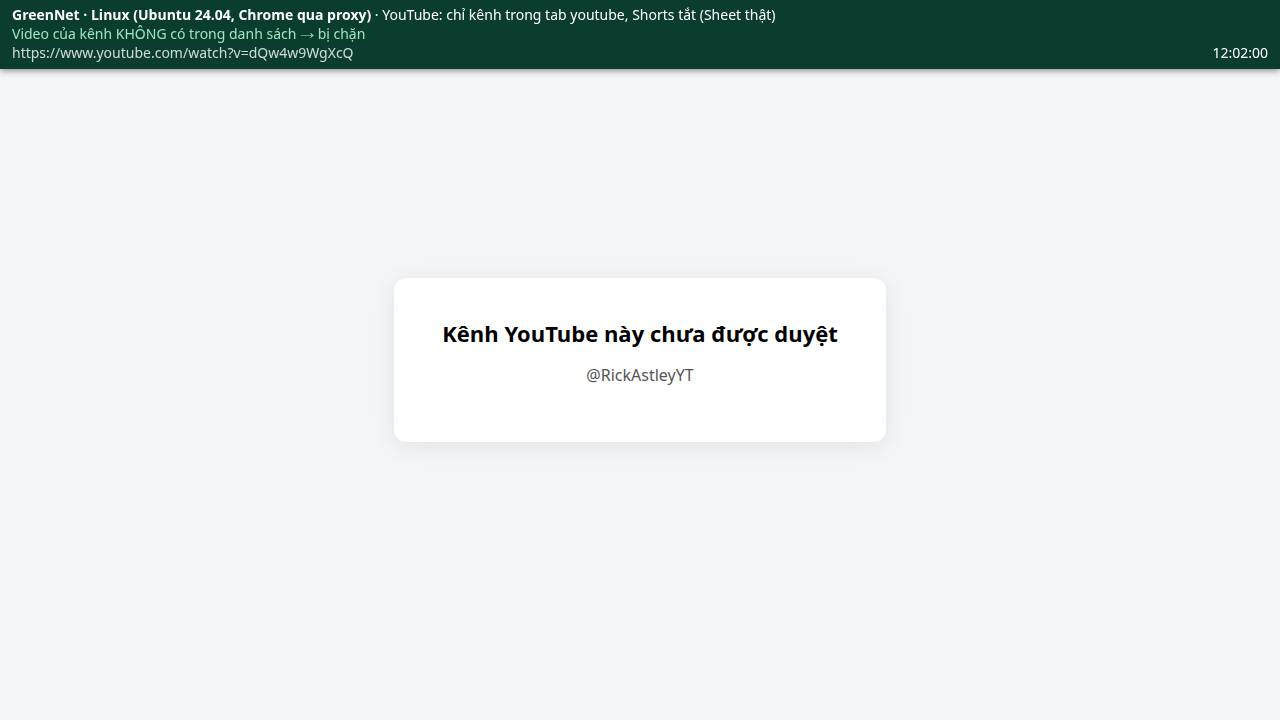 GreenNet · Linux (Ubuntu 24.04, Chrome qua proxy) · YouTube: chỉ kênh trong tab youtube, Shorts tắt (Sheet thật)
Video của kênh KHÔNG có trong danh sách → bị chặn
https://www.youtube.com/watch?v=dQw4w9WgXcQ
12:02:00
Kênh YouTube này chưa được duyệt
@RickAstleyYT